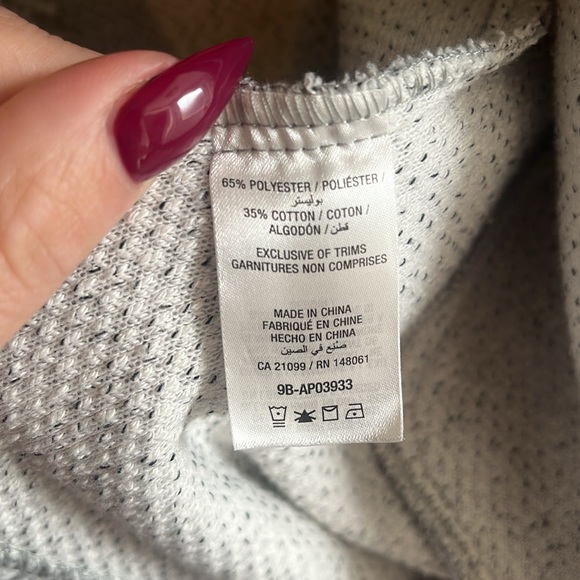 65% POLYESTER / POLIÉSTER /
بوليستر
35% COTTON / COTON /
ALGODÓN / قطن
EXCLUSIVE OF TRIMS
GARNITURES NON COMPRISES
MADE IN CHINA
FABRIQUÉ EN CHINE
HECHO EN CHINA
صنع في الصين
CA 21099 / RN 148061
9B-AP03933